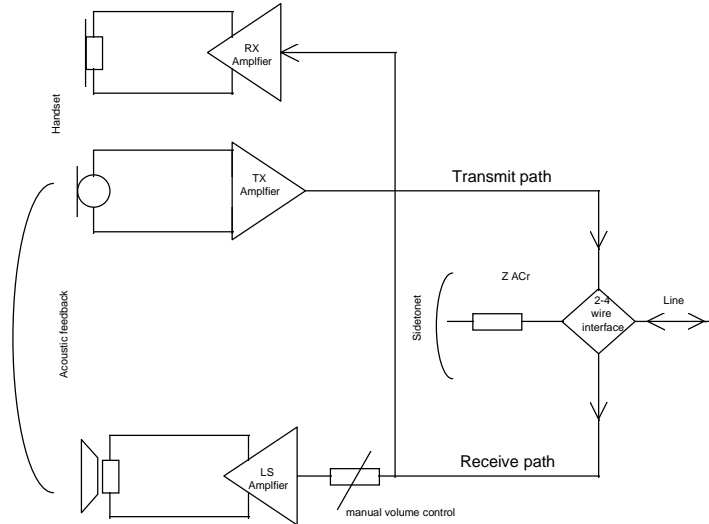 RX
Amplfier
Handset
TX
Amplfier
Transmit path
Z ACr
Sidetonet
2-4
wire
interface
Line
Acoustic feedback
LS
Amplfier
Receive path
manual volume control